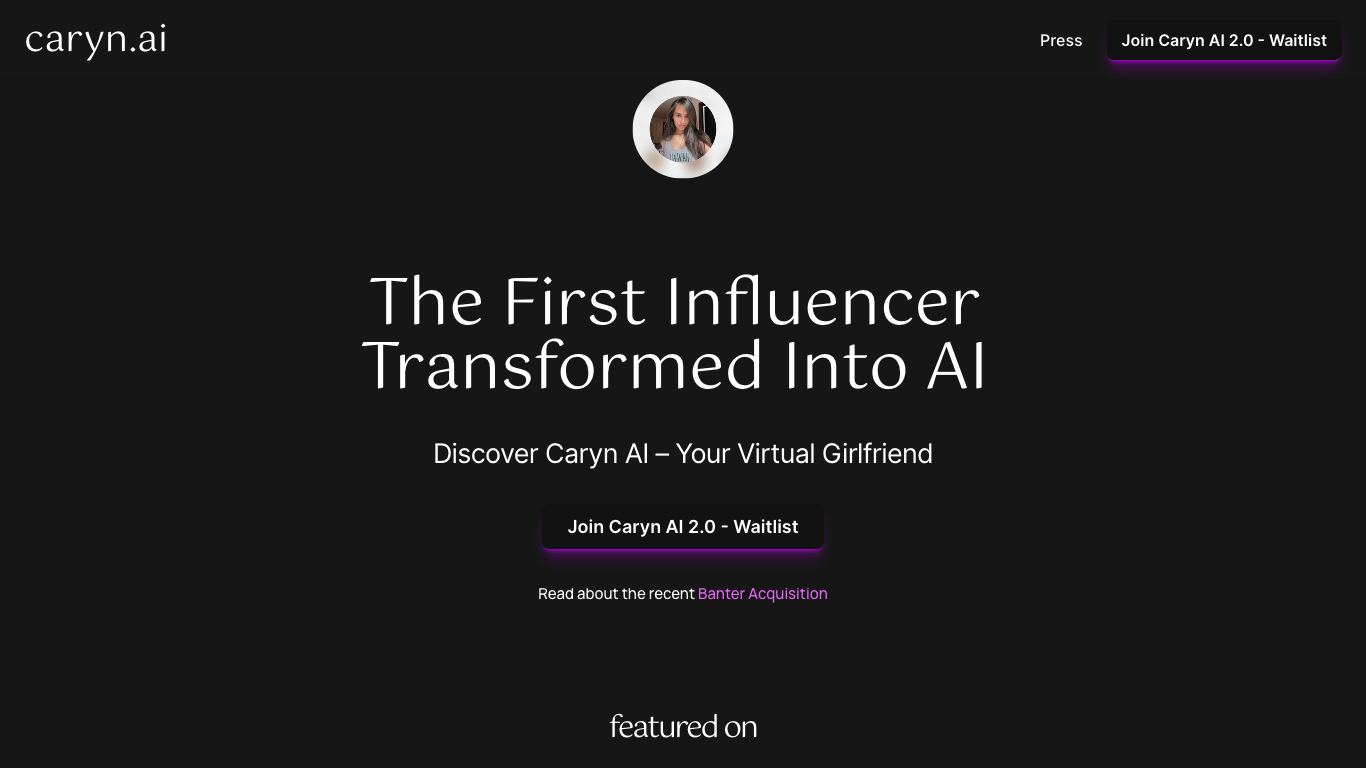 caryn.ai
Press
Join Caryn AI 2.0 - Waitlist
The First Influencer
Transformed Into AI
Discover Caryn AI – Your Virtual Girlfriend
Join Caryn AI 2.0 - Waitlist
Read about the recent Banter Acquisition
featured on